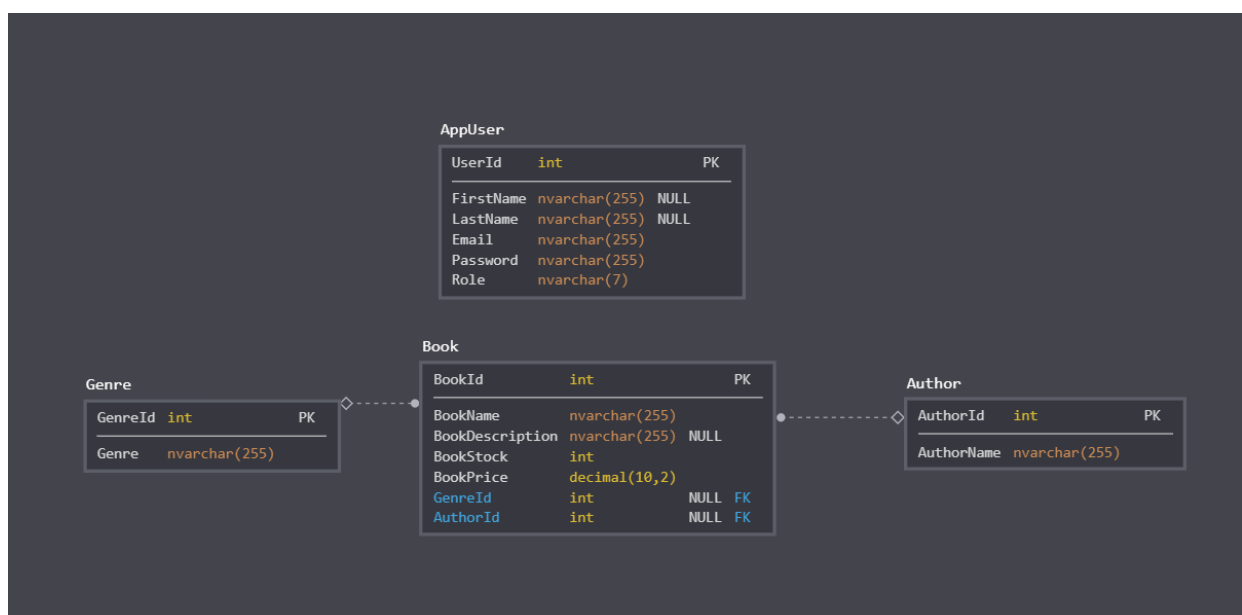 AppUser
UserId int PK
FirstName nvarchar(255) NULL
LastName nvarchar(255) NULL
Email nvarchar(255)
Password nvarchar(255)
Role nvarchar(7)
Book
BookId int PK
BookName nvarchar(255)
BookDescription nvarchar(255) NULL
BookStock int
BookPrice decimal(10,2)
GenreId int NULL FK
AuthorId int NULL FK
Genre
GenreId int PK
Genre nvarchar(255)
Author
AuthorId int PK
AuthorName nvarchar(255)